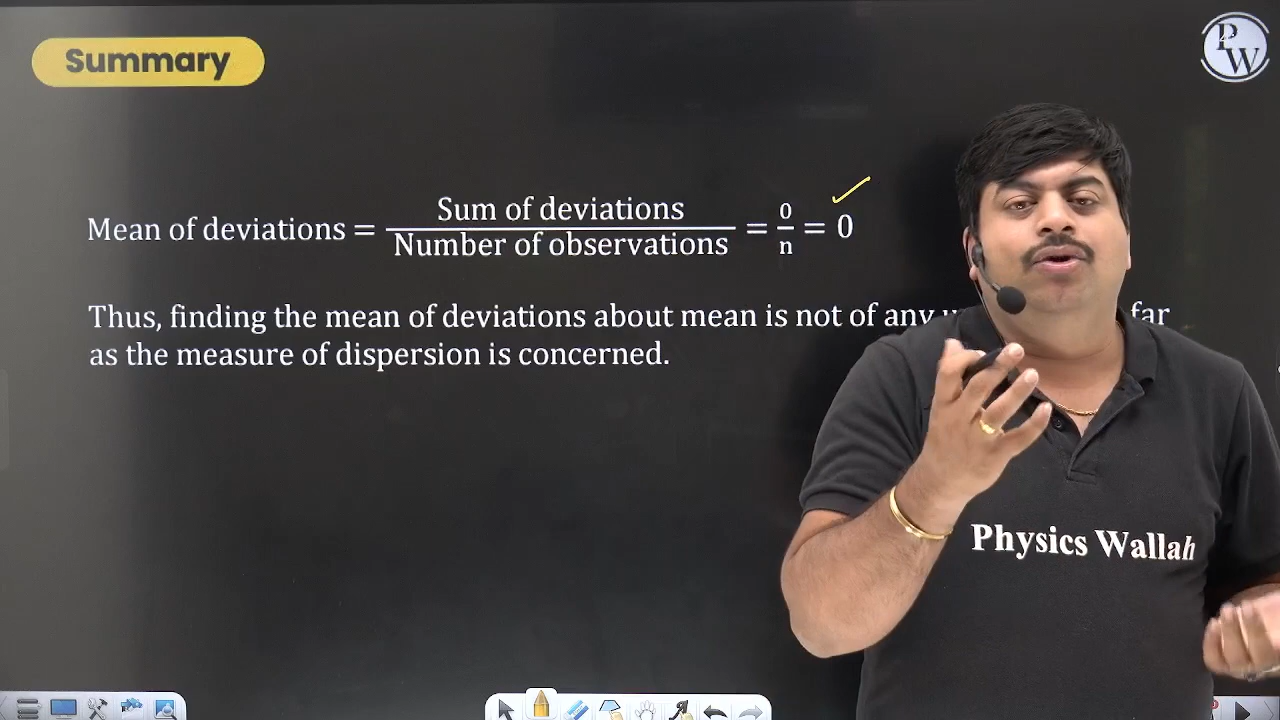 Summary
PW
Mean of deviations = Sum of deviations / Number of observations = 0/n = 0
Thus, finding the mean of deviations about mean is not of any far
as the measure of dispersion is concerned.
Physics Wallah